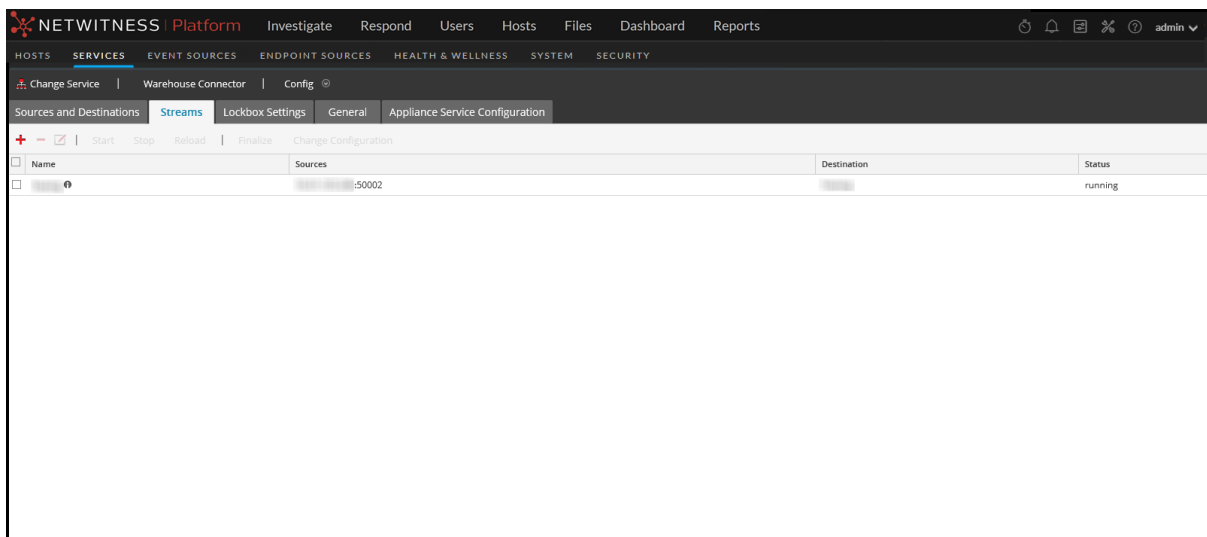 NETWITNESS Platform Investigate Respond Users Hosts Files Dashboard Reports admin
HOSTS SERVICES EVENT SOURCES ENDPOINT SOURCES HEALTH & WELLNESS SYSTEM SECURITY
Change Service | Warehouse Connector | Config
Sources and Destinations Streams Lockbox Settings General Appliance Service Configuration
Start Stop Reload | Finalize Change Configuration
Name Sources Destination Status
:50002 running